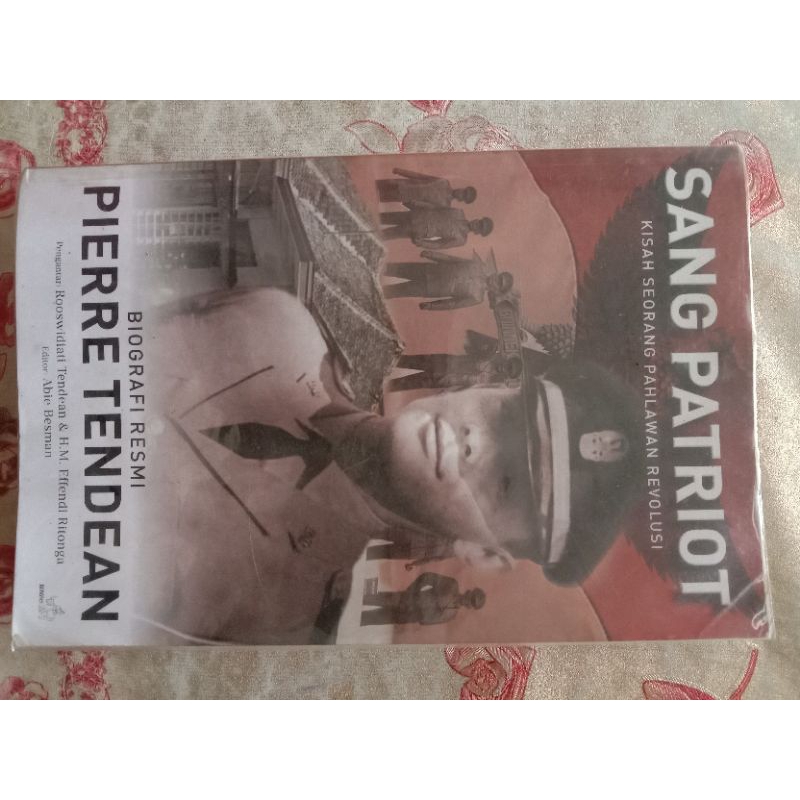 SANG PATRIOT
KISAH SEORANG PAHLAWAN REVOLUSI
BIOGRAFI RESMI
PIERRE TENDEAN
Pengantar: Rooswidiati Tendean & H.M. Effendi Ritonga
Editor: Abie Besman